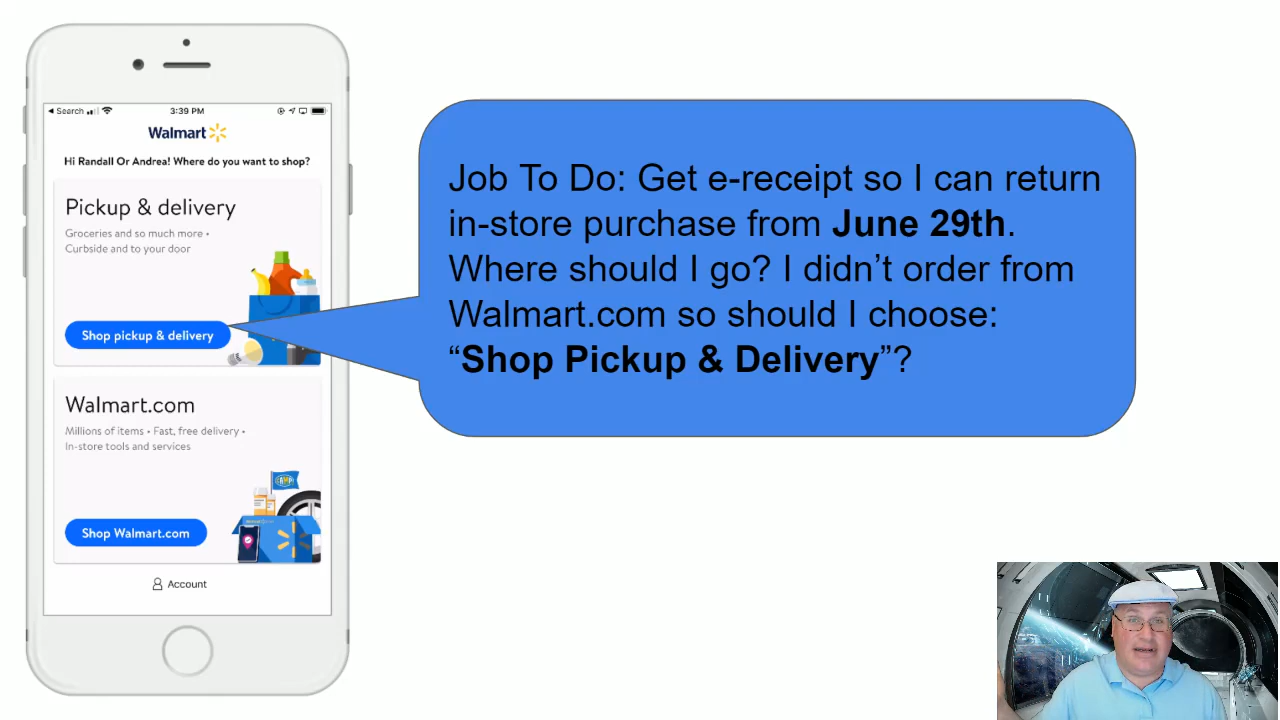 Search
3:39 PM
Walmart
Hi Randall Or Andrea! Where do you want to shop?
Pickup & delivery
Groceries and so much more •
Curbside and to your door
Shop pickup & delivery
Walmart.com
Millions of items • Fast, free delivery •
In-store tools and services
CAMP
Shop Walmart.com
Account
Job To Do: Get e-receipt so I can return
in-store purchase from June 29th.
Where should I go? I didn’t order from
Walmart.com so should I choose:
“Shop Pickup & Delivery”?